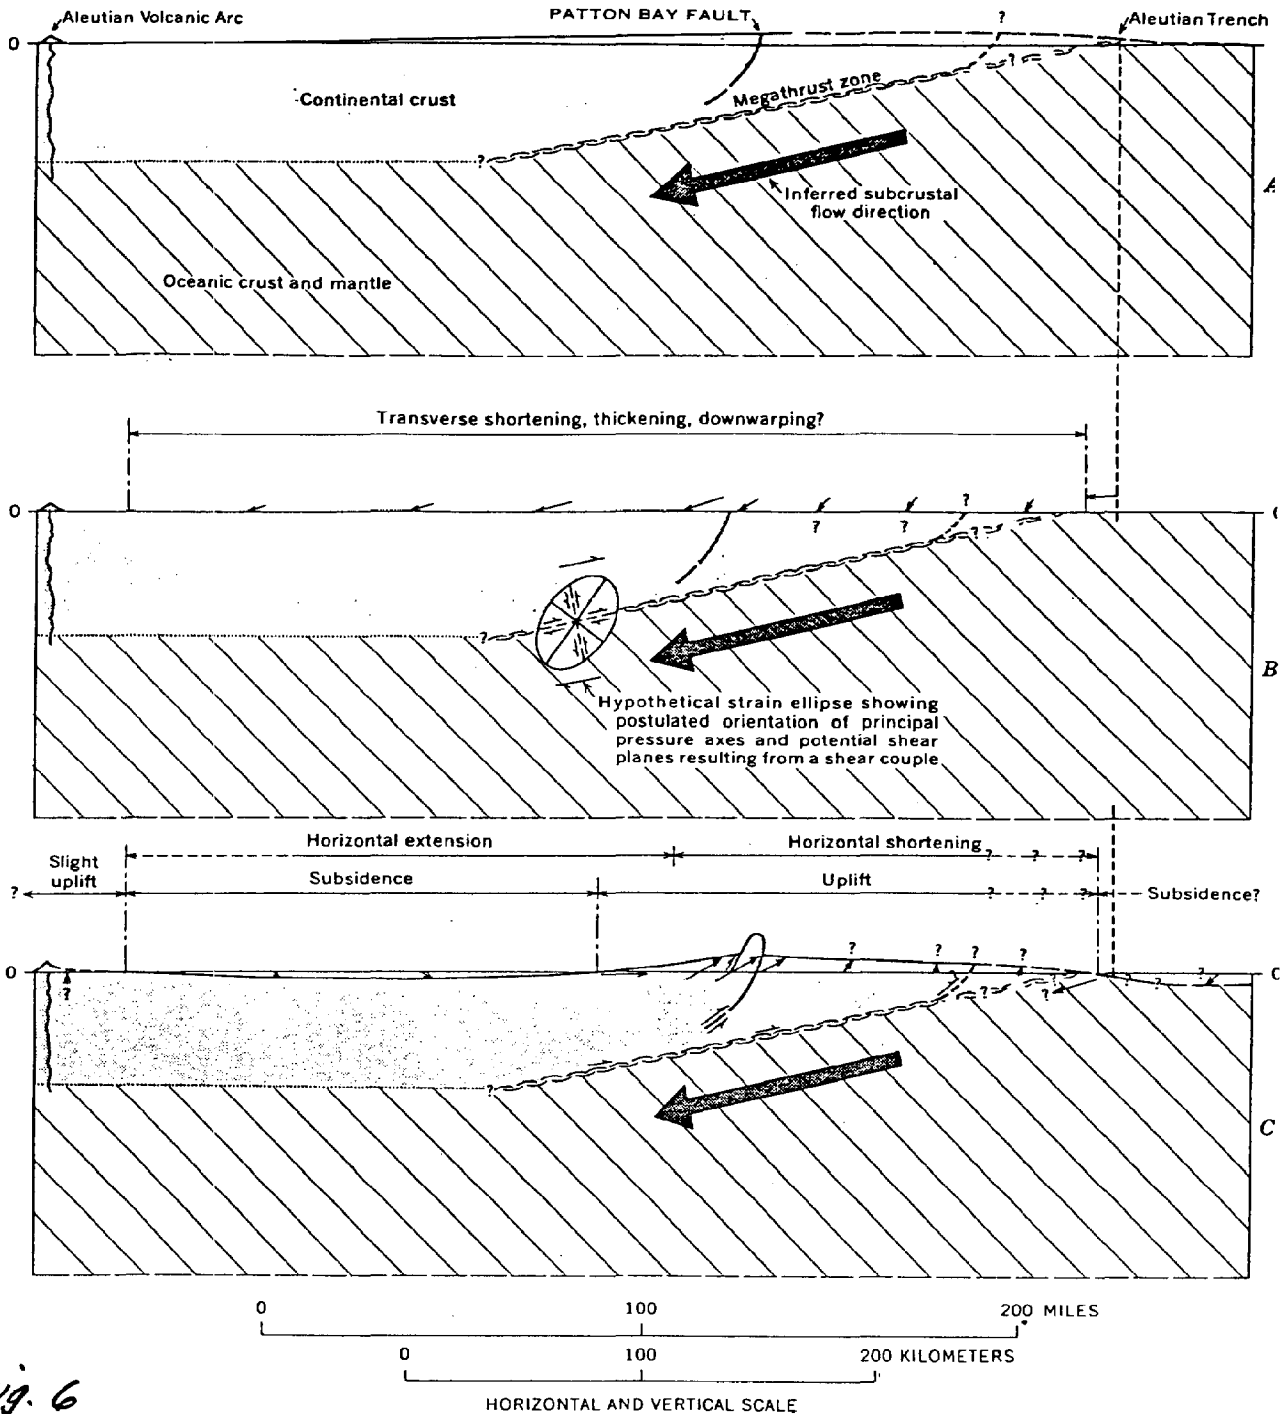 Aleutian Volcanic Arc
PATTON BAY FAULT
?
Aleutian Trench
0
Continental crust
Megathrust zone
?
?
Inferred subcrustal
flow direction
A
Oceanic crust and mantle
Transverse shortening, thickening, downwarping?
0
?
?
?
?
?
Hypothetical strain ellipse showing
postulated orientation of principal
pressure axes and potential shear
planes resulting from a shear couple
B
Horizontal extension
Horizontal shortening ? ? ?
Slight
uplift
?
Subsidence
Uplift
? ? ?
Subsidence?
0
?
?
?
?
?
?
?
?
?
?
?
?
C
0 100 200 MILES
0 100 200 KILOMETERS
HORIZONTAL AND VERTICAL SCALE